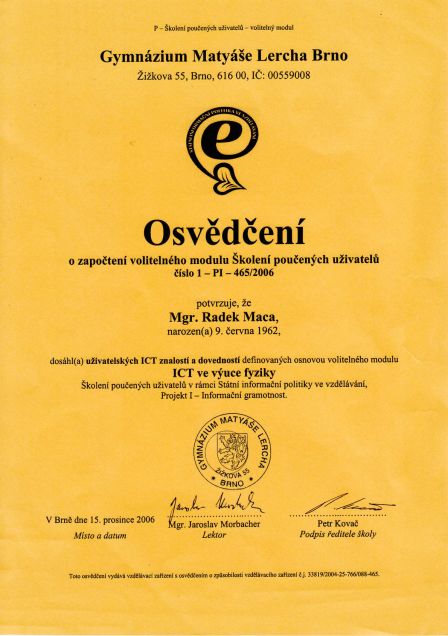 P – Školení poučených uživatelů – volitelný modul
Gymnázium Matyáše Lercha Brno
Žižkova 55, Brno, 616 00, IČ: 00559008
e
Osvědčení
o započtení volitelného modulu Školení poučených uživatelů
číslo 1 – PI – 465/2006
potvrzuje, že
Mgr. Radek Maca,
narozen(a) 9. června 1962,
dosáhl(a) uživatelských ICT znalostí a dovedností definovaných osnovou volitelného modulu
ICT ve výuce fyziky
Školení poučených uživatelů v rámci Státní informační politiky ve vzdělávání,
Projekt I – Informační gramotnost.
GYMNÁZIUM MATYÁŠE LERCHA
ŽIŽKOVA 55
BRNO
V Brně dne 15. prosince 2006
Místo a datum
Mgr. Jaroslav Morbacher
Lektor
Petr Kovač
Podpis ředitele školy
Toto osvědčení vydává vzdělávací zařízení s osvědčením o způsobilosti vzdělávacího zařízení č.j. 33819/2004-25-766/088-465.